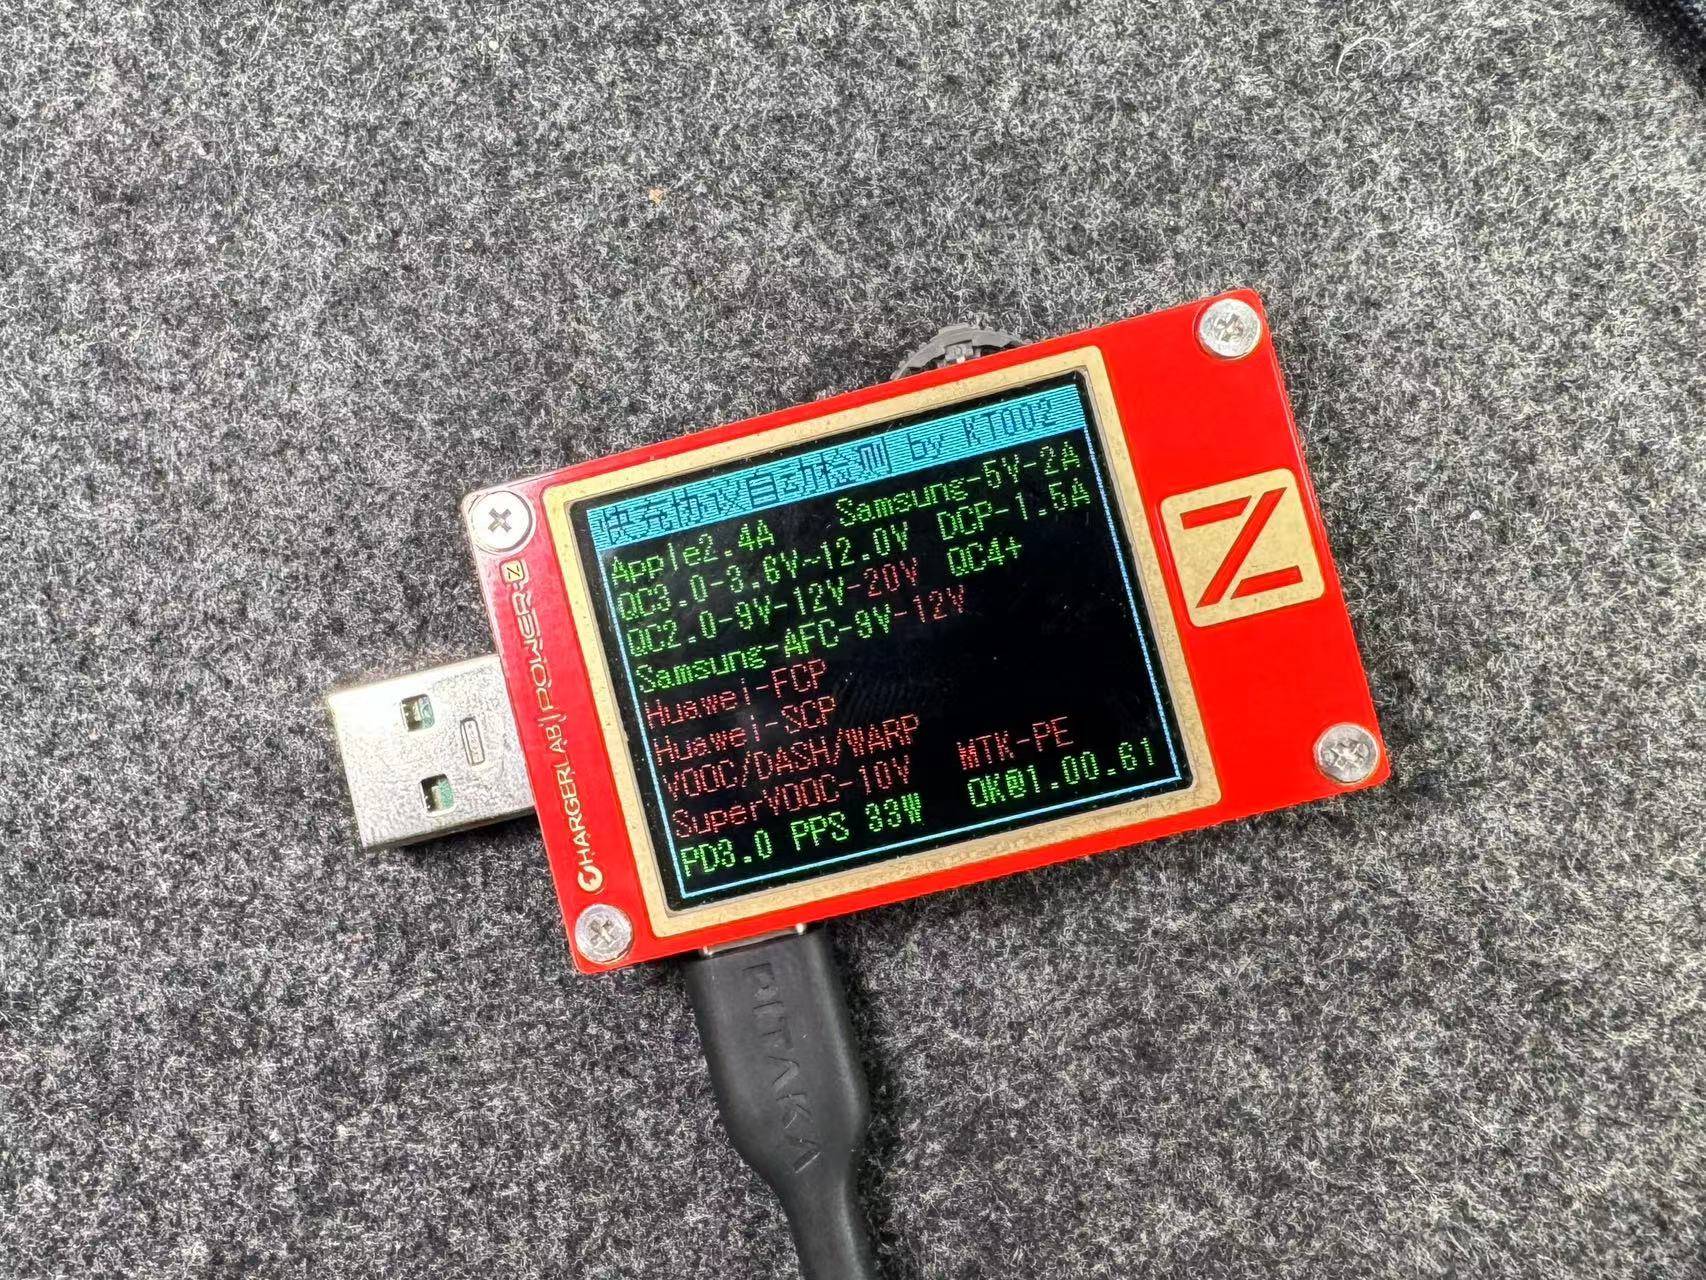 快充协议自动检测 by KT002
Apple2.4A Samsung-5V-2A
QC3.0-3.6V~12.0V DCP-1.5A
QC2.0-9V-12V-20V QC4+
Samsung-AFC-9V-12V
Huawei-FCP
Huawei-SCP
VOOC/DASH/WARP
SuperVOOC-10V MTK-PE
PD3.0 PPS 33W OK@1.00.61
CHARGERLAB|POWER-Z
Z
PITAKA